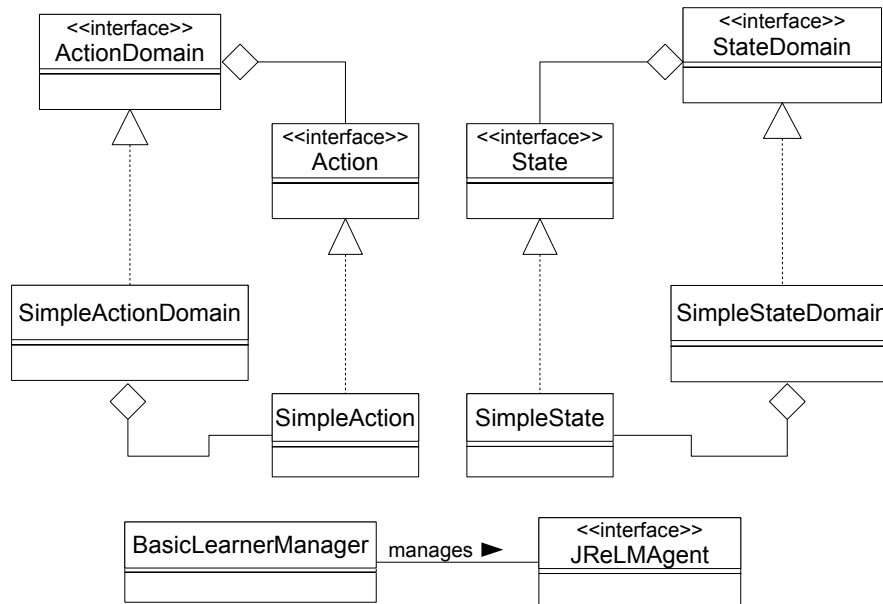 <<interface>>
ActionDomain
<<interface>>
StateDomain
<<interface>>
Action
<<interface>>
State
SimpleActionDomain
SimpleStateDomain
SimpleAction
SimpleState
BasicLearnerManager
manages
<<interface>>
JReLMAgent